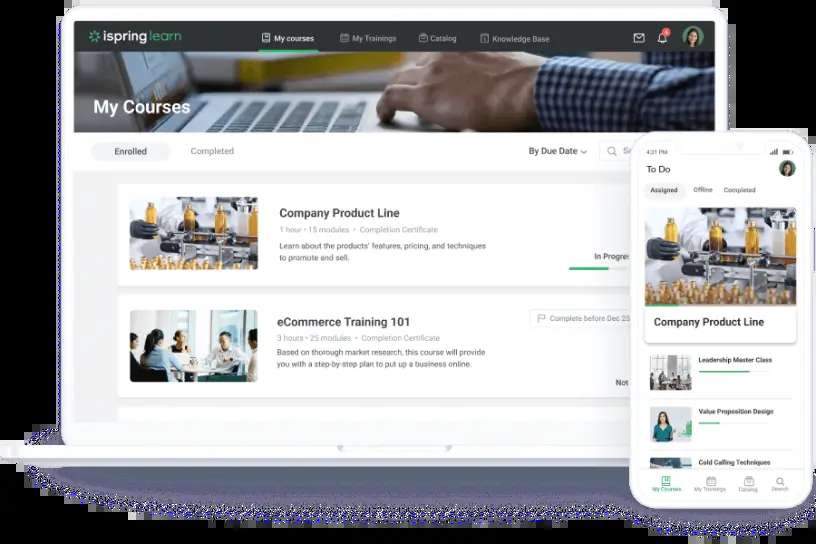 ispring learn
My courses
My Trainings
Catalog
Knowledge Base
My Courses
Enrolled
Completed
By Due Date
Company Product Line
1 hour • 15 modules • Completion Certificate
Learn about the products' features, pricing, and techniques
to promote and sell.
In Progres
eCommerce Training 101
Complete before Dec 25
3 hours • 25 modules • Completion Certificate
Based on thorough market research, this course will provide
you with a step-by-step plan to put up a business online.
Not
4:21 PM
To Do
Assigned
Offline
Completed
Company Product Line
Leadership Master Class
Value Proposition Design
Cold Calling Techniques
My Courses
My Trainings
Catalog
Search